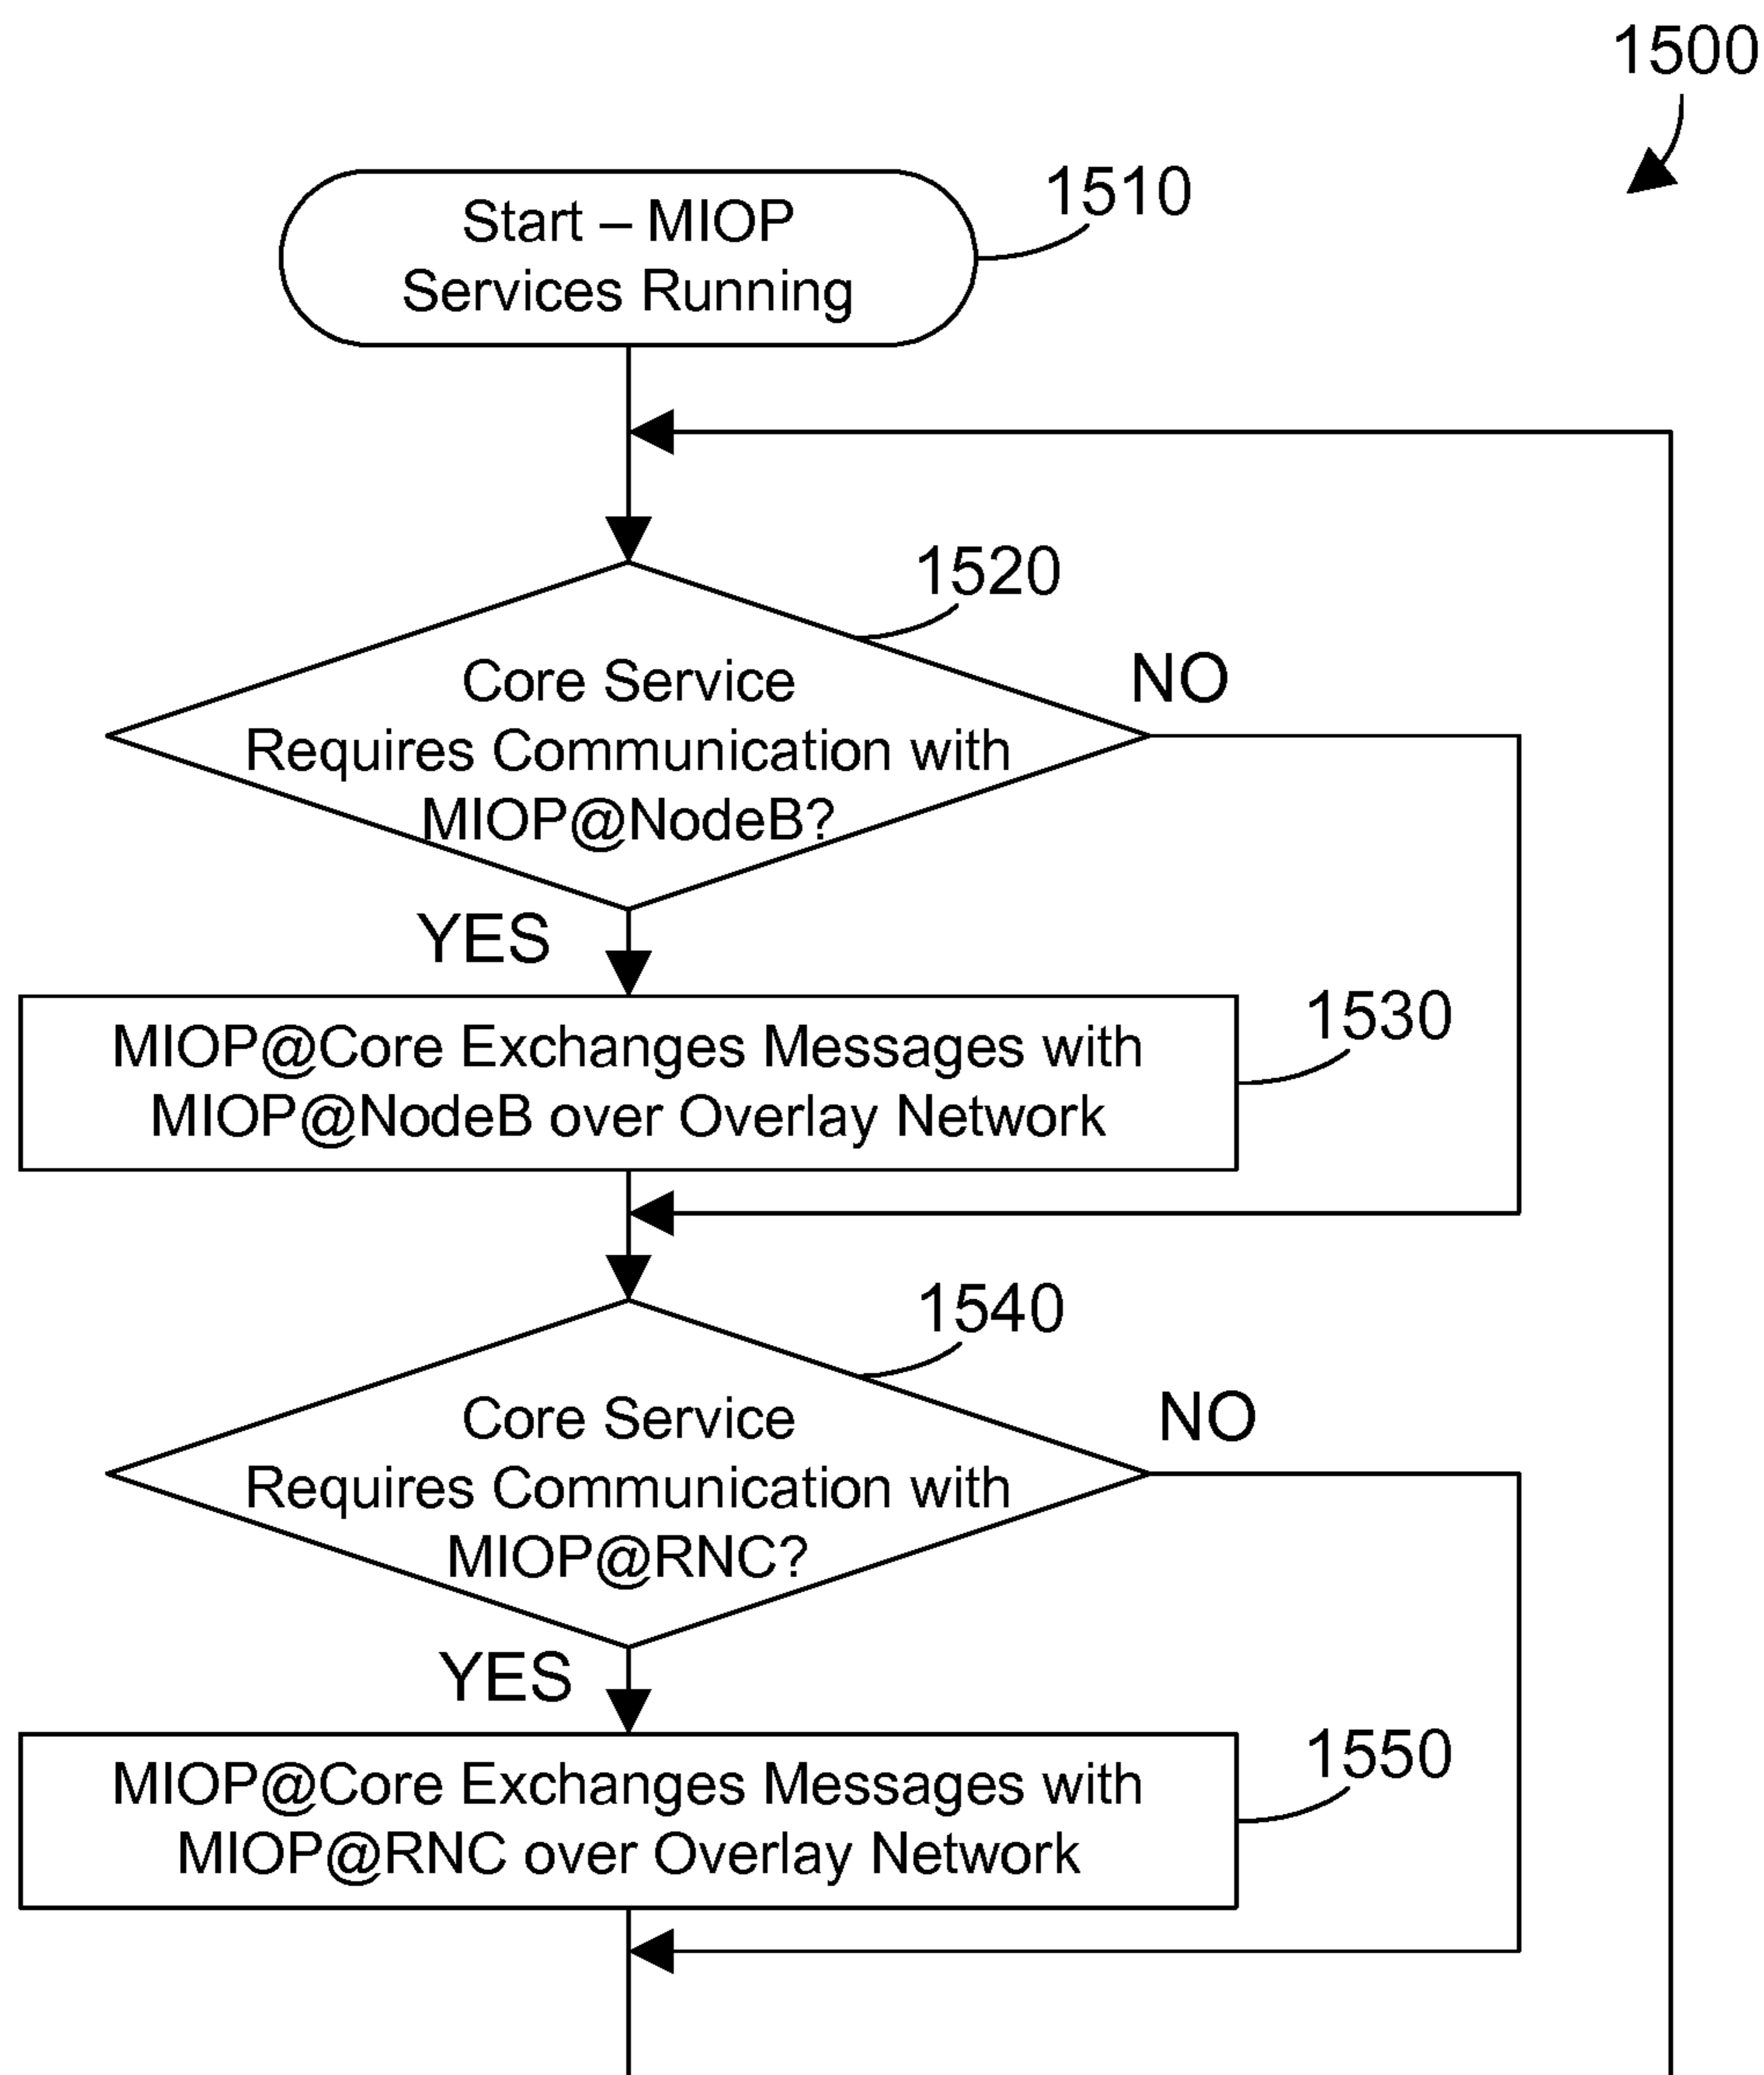 1500
1510
Start – MIOP
Services Running
1520
Core Service
Requires Communication with
MIOP@NodeB?
NO
YES
1530
MIOP@Core Exchanges Messages with
MIOP@NodeB over Overlay Network
1540
Core Service
Requires Communication with
MIOP@RNC?
NO
YES
1550
MIOP@Core Exchanges Messages with
MIOP@RNC over Overlay Network